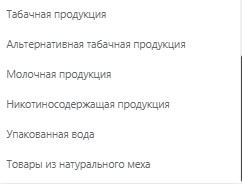 Табачная продукция
Альтернативная табачная продукция
Молочная продукция
Никотиносодержащая продукция
Упакованная вода
Товары из натурального меха